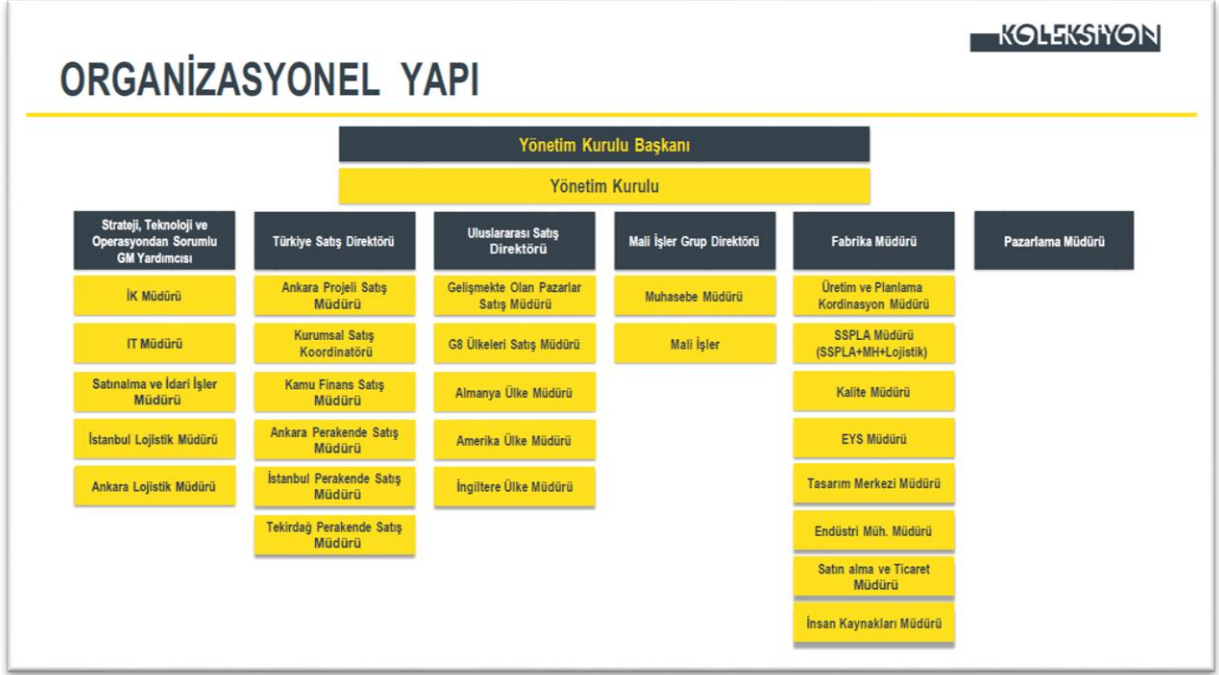 KOLEKSİYON
ORGANİZASYONEL YAPI
Yönetim Kurulu Başkanı
Yönetim Kurulu
Strateji, Teknoloji ve
Operasyondan Sorumlu
GM Yardımcısı
İK Müdürü
IT Müdürü
Satınalma ve İdari İşler
Müdürü
İstanbul Lojistik Müdürü
Ankara Lojistik Müdürü
Türkiye Satış Direktörü
Ankara Projeli Satış
Müdürü
Kurumsal Satış
Koordinatörü
Kamu Finans Satış
Müdürü
Ankara Perakende Satış
Müdürü
İstanbul Perakende Satış
Müdürü
Tekirdağ Perakende Satış
Müdürü
Uluslararası Satış
Direktörü
Gelişmekte Olan Pazarlar
Satış Müdürü
G8 Ülkeleri Satış Müdürü
Almanya Ülke Müdürü
Amerika Ülke Müdürü
İngiltere Ülke Müdürü
Mali İşler Grup Direktörü
Muhasebe Müdürü
Mali İşler
Fabrika Müdürü
Üretim ve Planlama
Kordinasyon Müdürü
SSPLA Müdürü
(SSPLA+MH+Lojistik)
Kalite Müdürü
EYS Müdürü
Tasarım Merkezi Müdürü
Endüstri Müh. Müdürü
Satın alma ve Ticaret
Müdürü
İnsan Kaynakları Müdürü
Pazarlama Müdürü